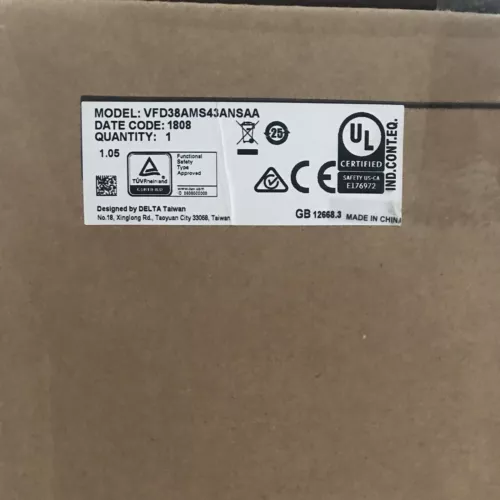 MODEL: VFD38AMS43ANSAA
DATE CODE: 1808
QUANTITY: 1
1.05
TÜVRheinland
CERTIFIED
Functional
Safety
Type
Approved
25
UL
CERTIFIED
SAFETY US-CA
E176972
IND.CONT.EQ.
CE
Designed by DELTA Taiwan
No.18, Xinglong Rd., Taoyuan City 33068, Taiwan
GB 12668.3 MADE IN CHINA